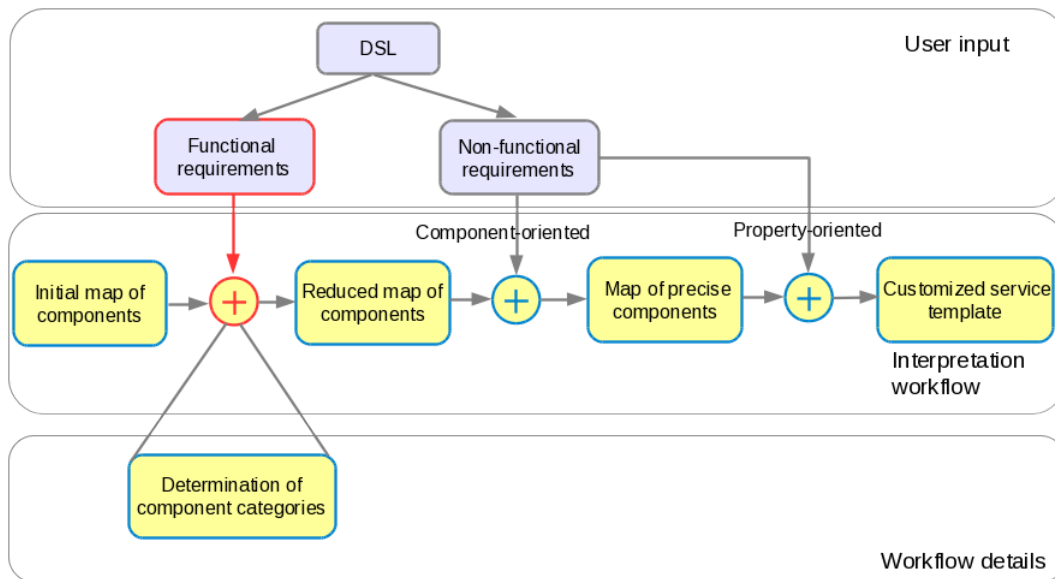 DSL
User input
Functional
requirements
Non-functional
requirements
Component-oriented
Property-oriented
Initial map of
components
Reduced map of
components
Map of precise
components
Customized service
template
Interpretation
workflow
Determination of
component categories
Workflow details